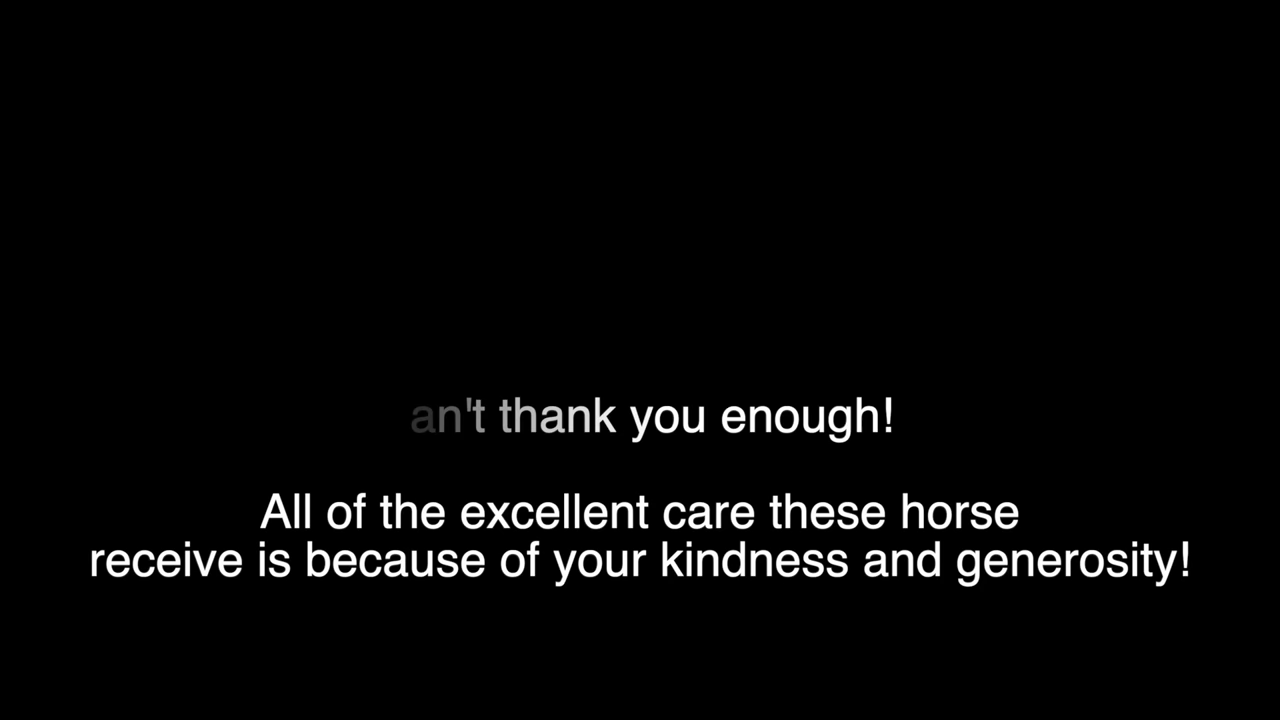 an't thank you enough!
All of the excellent care these horse
receive is because of your kindness and generosity!